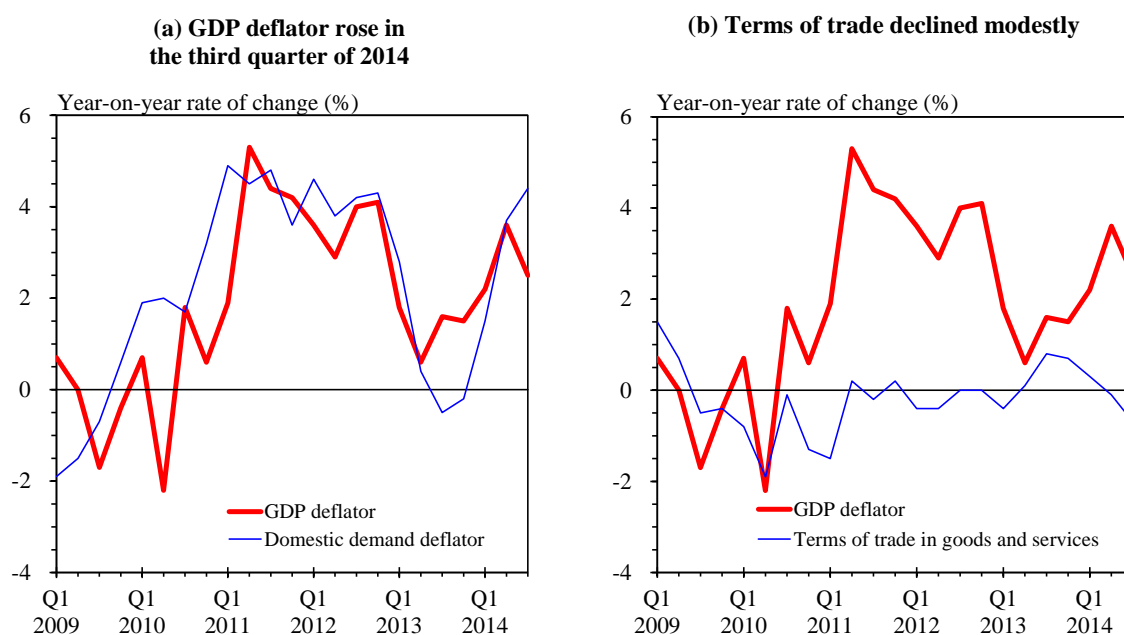 (a) GDP deflator rose in
the third quarter of 2014
Year-on-year rate of change (%)
6
4
2
0
-2
-4
GDP deflator
Domestic demand deflator
Q1 Q1 Q1 Q1 Q1 Q1
2009 2010 2011 2012 2013 2014
(b) Terms of trade declined modestly
Year-on-year rate of change (%)
6
4
2
0
-2
-4
GDP deflator
Terms of trade in goods and services
Q1 Q1 Q1 Q1 Q1 Q1
2009 2010 2011 2012 2013 2014